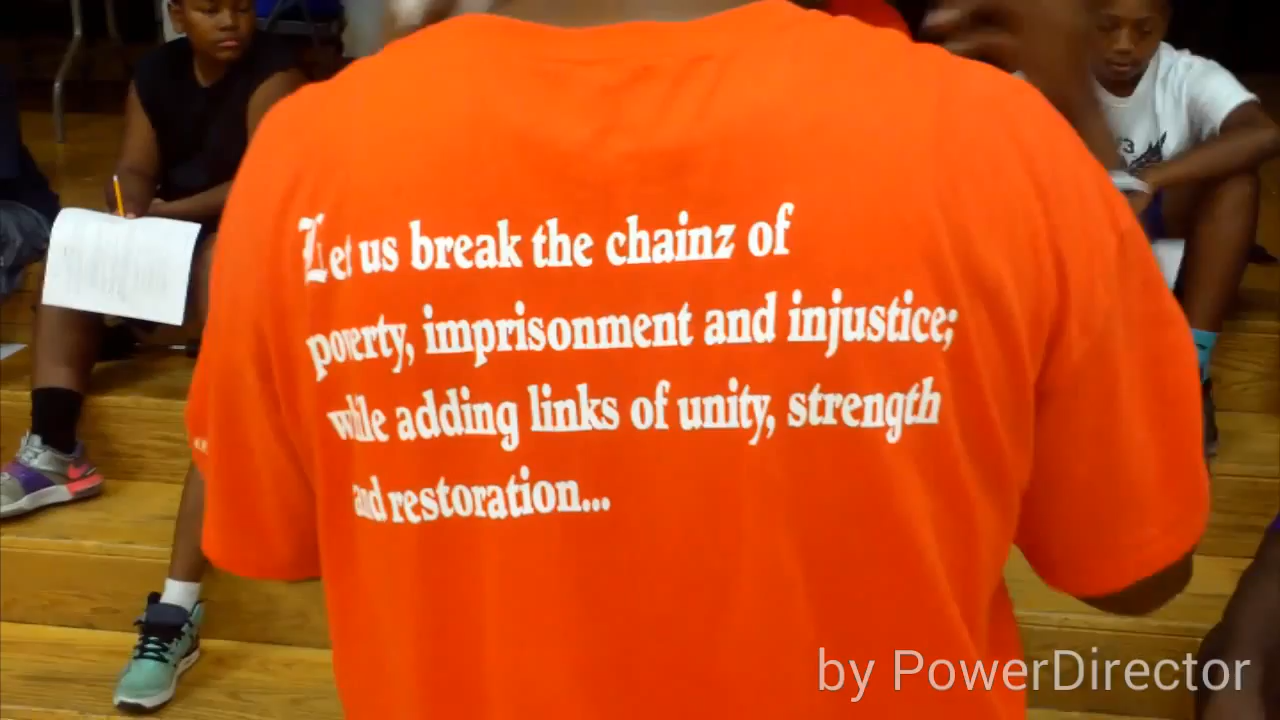 Let us break the chainz of
poverty, imprisonment and injustice;
while adding links of unity, strength
and restoration...
by PowerDirector